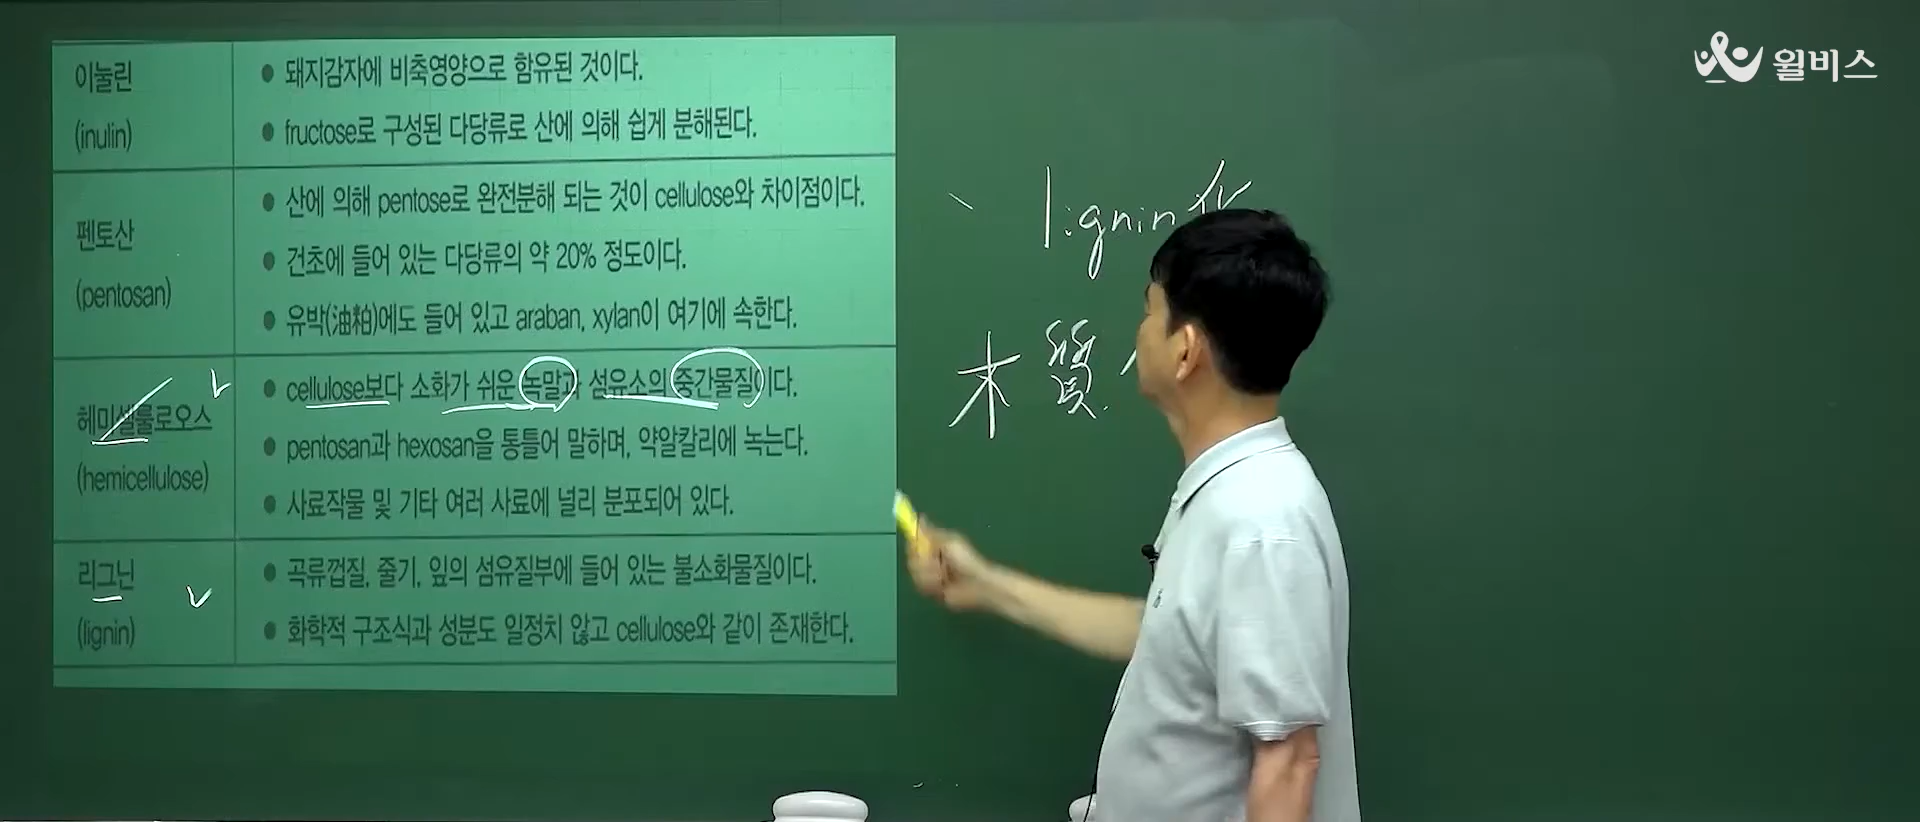 윌비스
이눌린
(inulin)
● 돼지감자에 비축영양으로 함유된 것이다.
● fructose로 구성된 다당류로 산에 의해 쉽게 분해된다.
펜토산
(pentosan)
● 산에 의해 pentose로 완전분해 되는 것이 cellulose와 차이점이다.
● 건초에 들어 있는 다당류의 약 20% 정도이다.
● 유박(油粕)에도 들어 있고 araban, xylan이 여기에 속한다.
헤미셀룰로오스
(hemicellulose)
● cellulose보다 소화가 쉬운 녹말과 섬유소의 중간물질이다.
● pentosan과 hexosan을 통틀어 말하며, 약알칼리에 녹는다.
● 사료작물 및 기타 여러 사료에 널리 분포되어 있다.
리그닌
(lignin)
● 곡류껍질, 줄기, 잎의 섬유질부에 들어 있는 불소화물질이다.
● 화학적 구조식과 성분도 일정치 않고 cellulose와 같이 존재한다.
lignin
木質